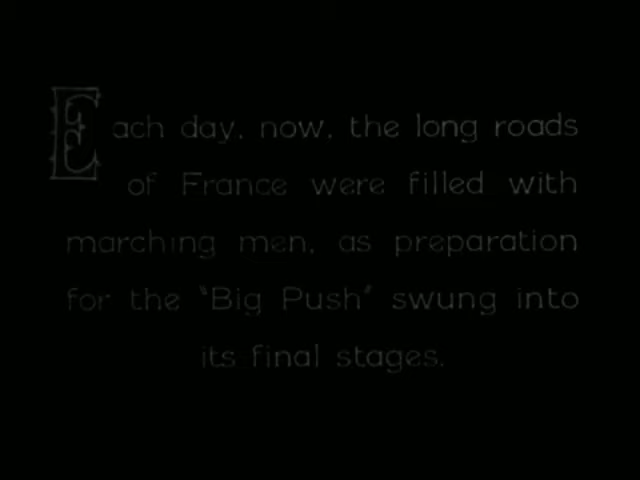 Each day, now, the long roads
of France were filled with
marching men, as preparation
for the "Big Push" swung into
its final stages.